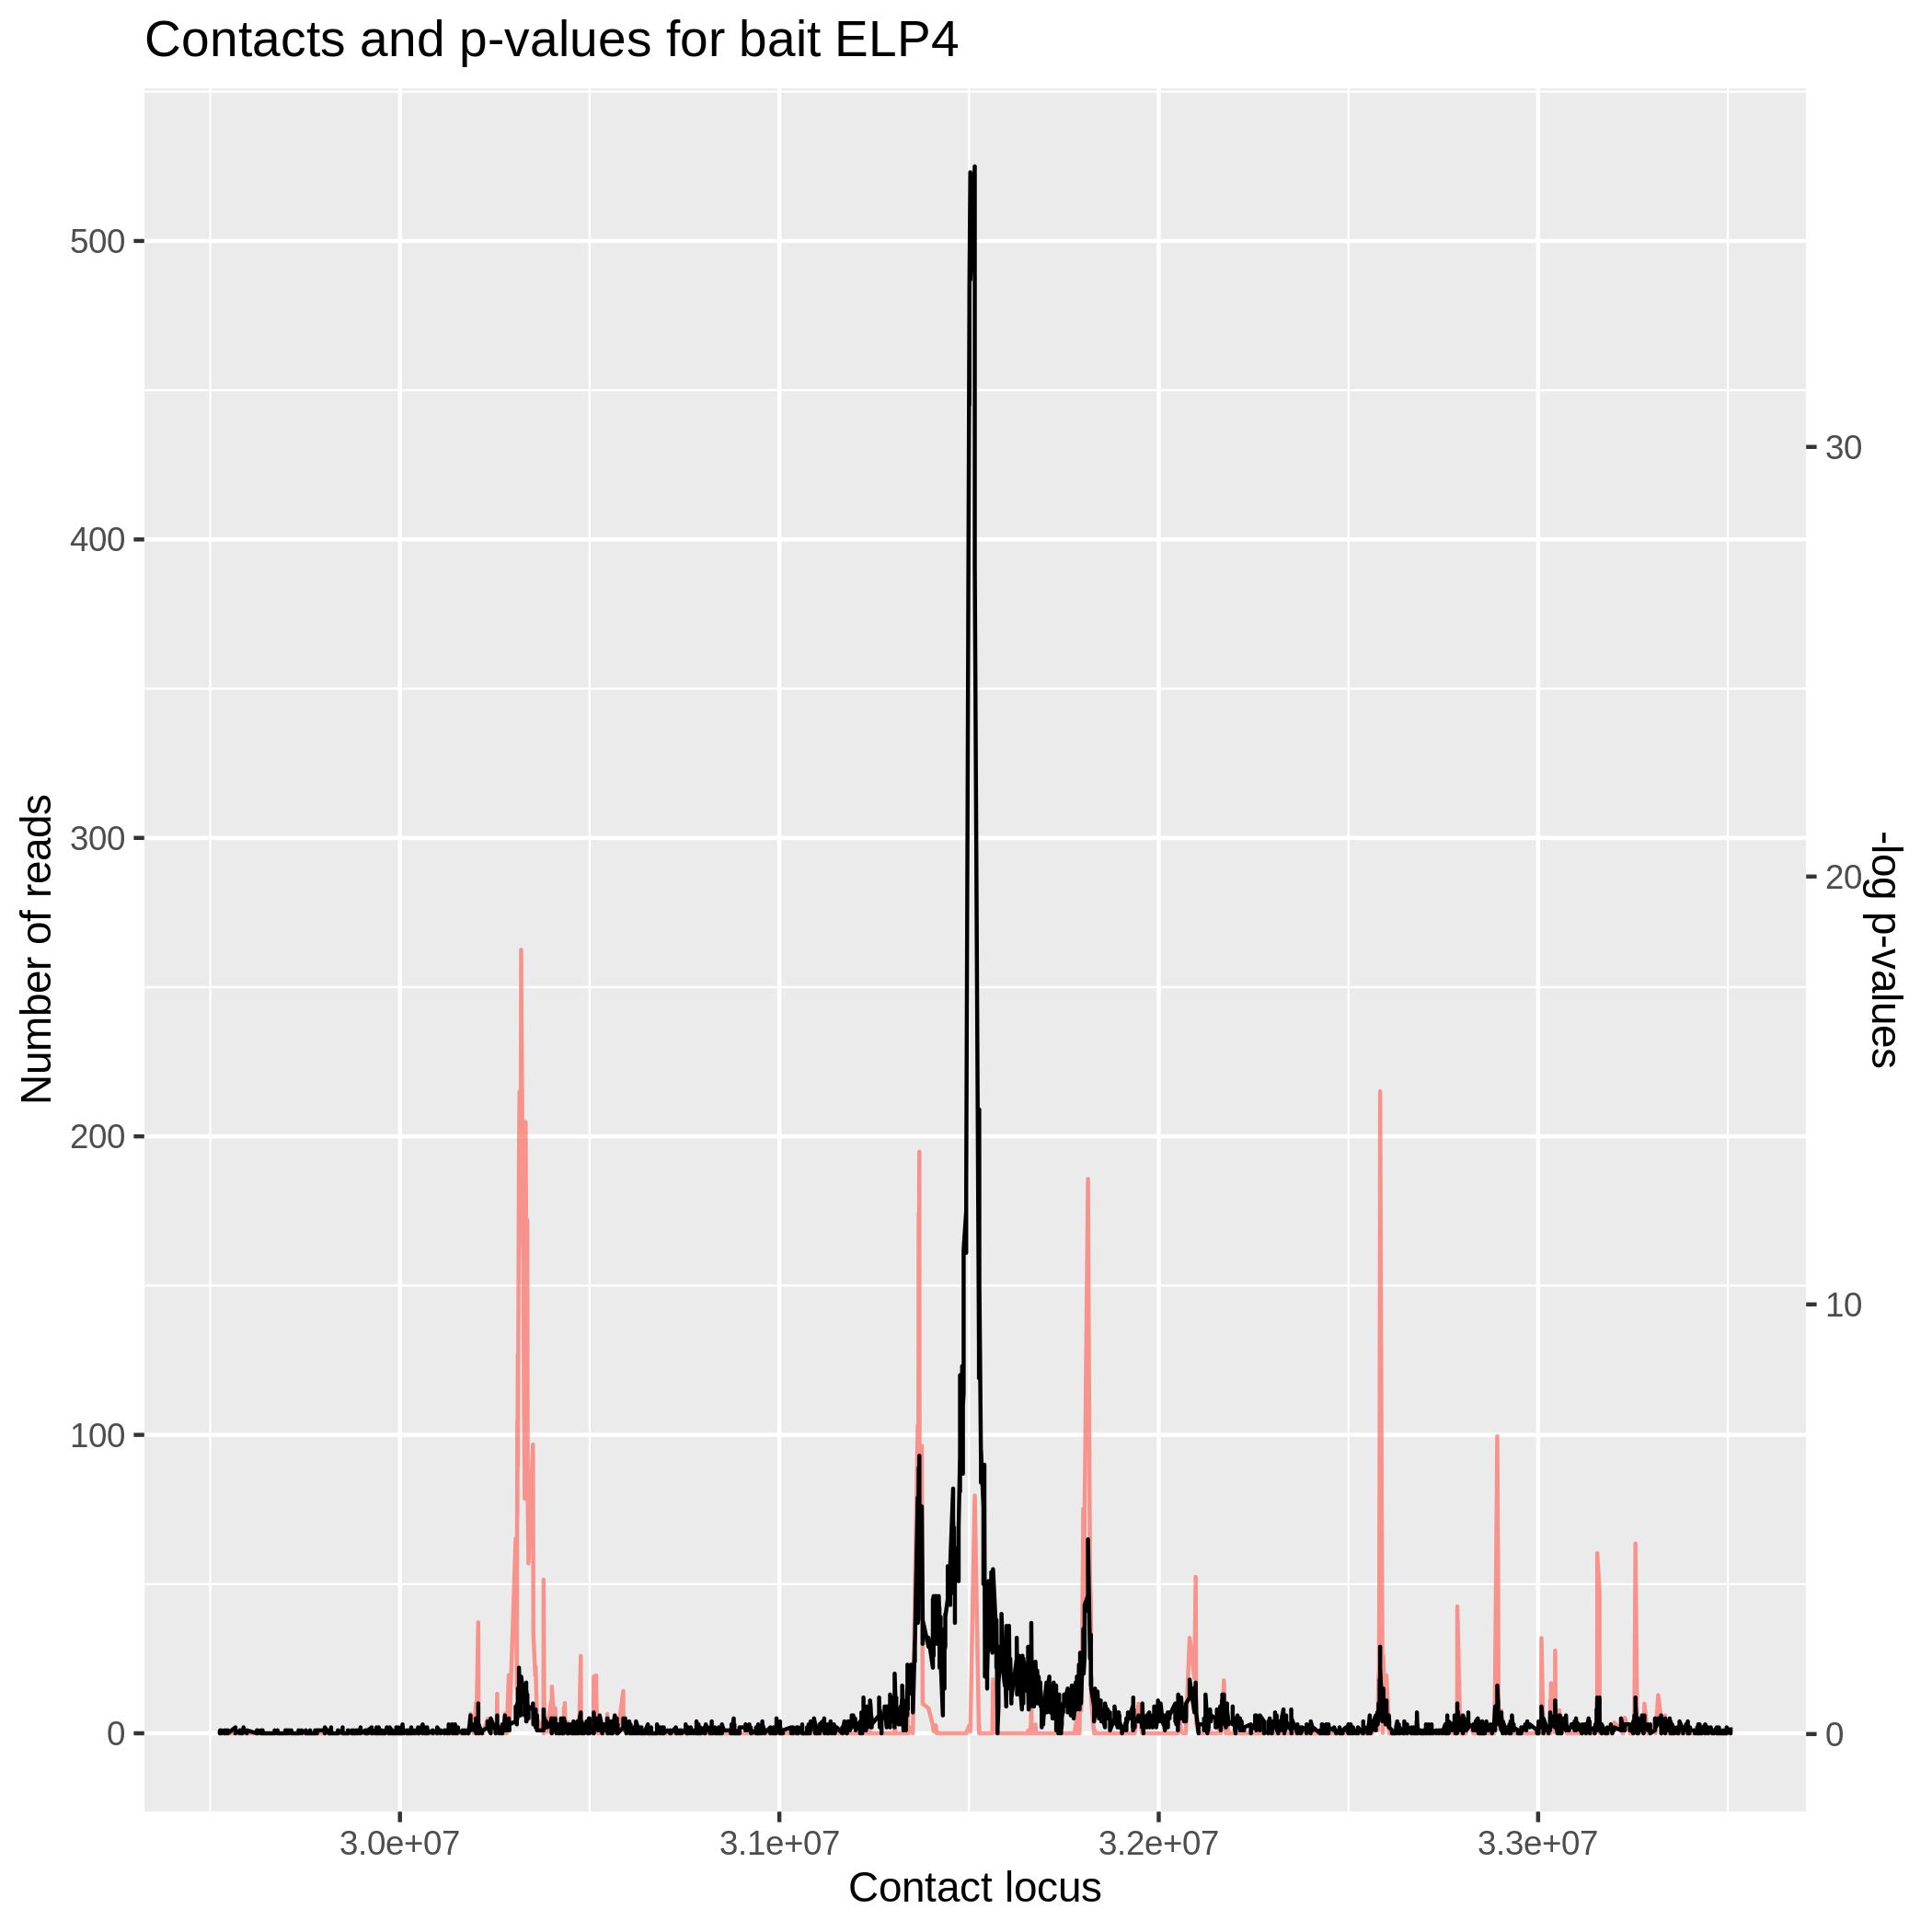 Contacts and p-values for bait ELP4
500
400
300
200
100
0
Number of reads
30
20
10
0
-log p-values
3.0e+07
3.1e+07
3.2e+07
3.3e+07
Contact locus